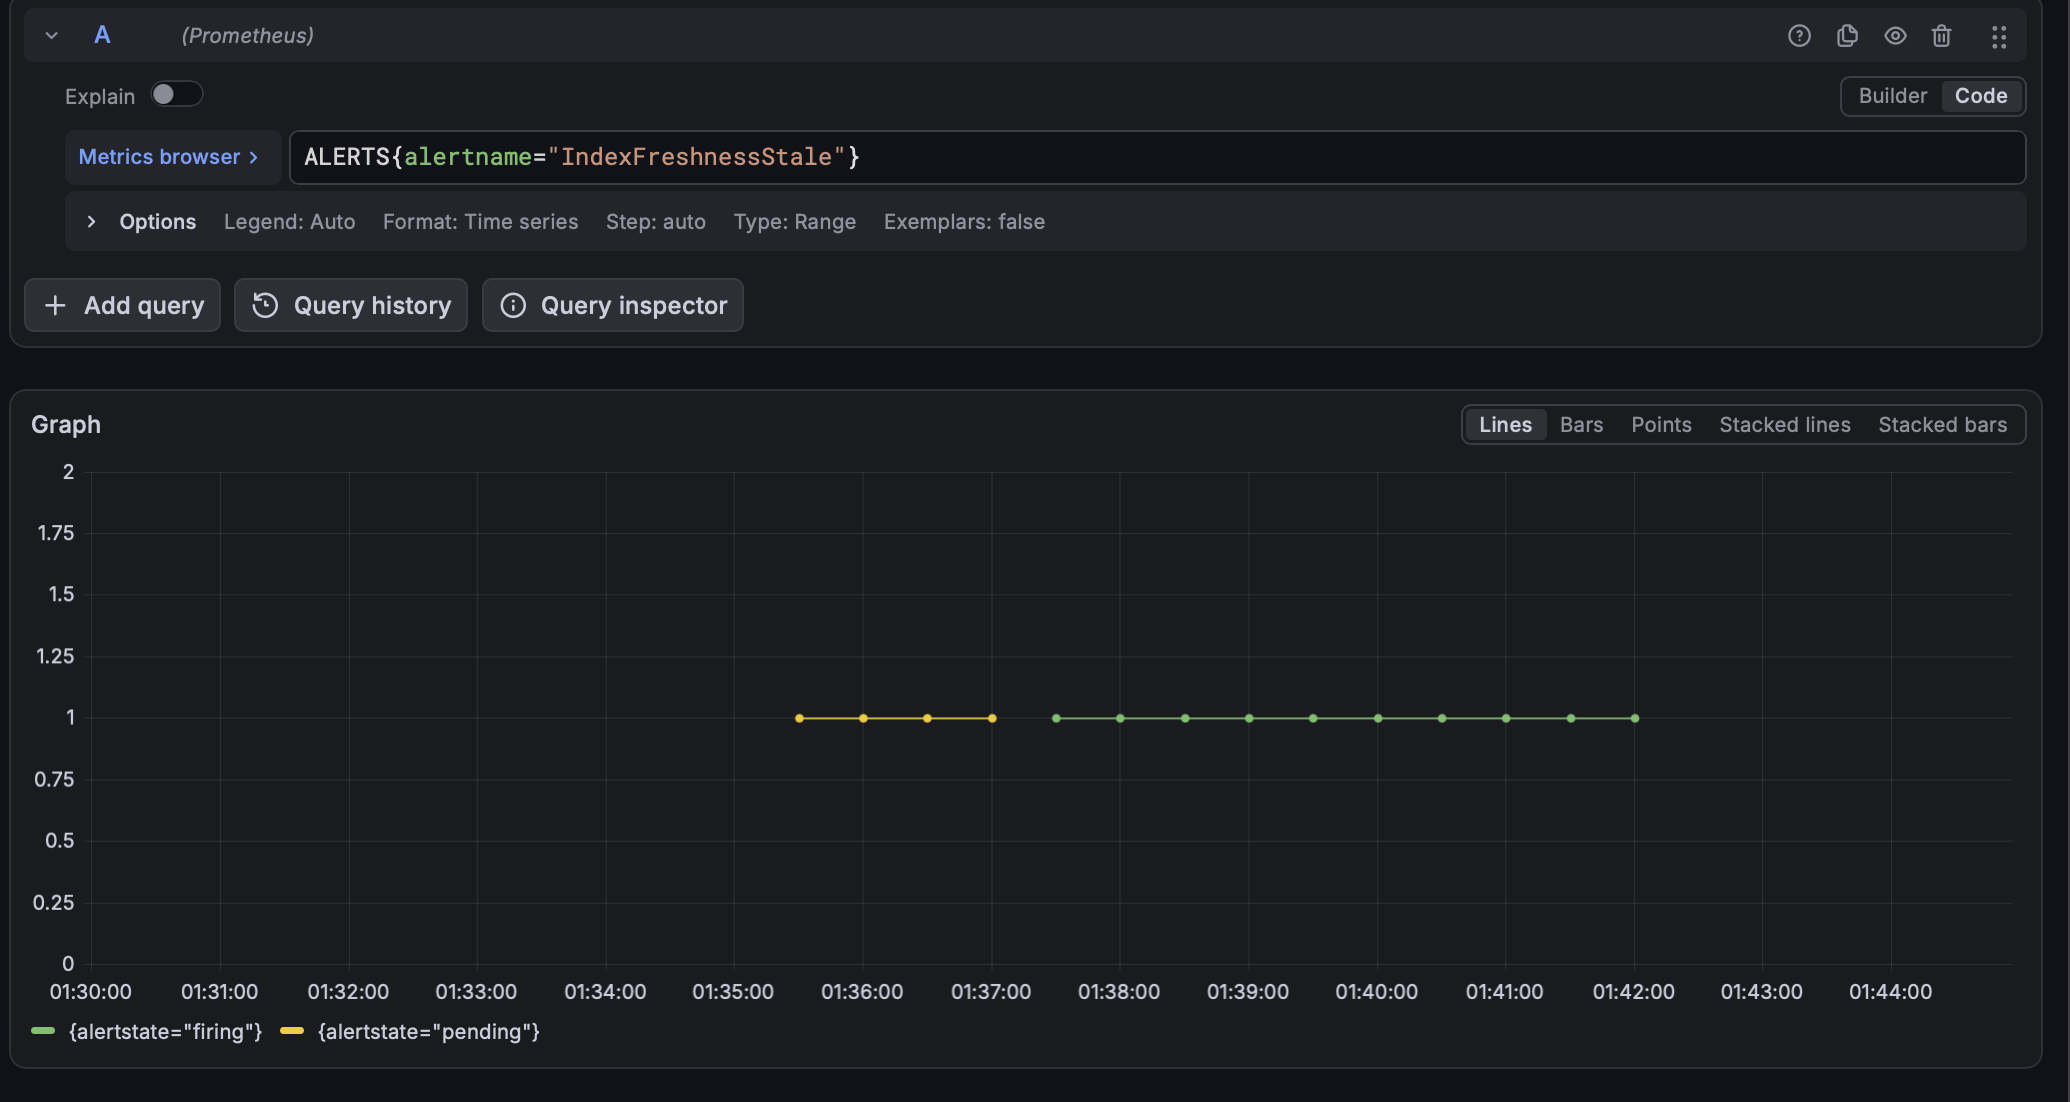 A (Prometheus)
Explain
Builder Code
Metrics browser > ALERTS{alertname="IndexFreshnessStale"}
> Options Legend: Auto Format: Time series Step: auto Type: Range Exemplars: false
+ Add query Query history Query inspector
Graph
Lines Bars Points Stacked lines Stacked bars
2
1.75
1.5
1.25
1
0.75
0.5
0.25
0
01:30:00 01:31:00 01:32:00 01:33:00 01:34:00 01:35:00 01:36:00 01:37:00 01:38:00 01:39:00 01:40:00 01:41:00 01:42:00 01:43:00 01:44:00
{alertstate="firing"} {alertstate="pending"}